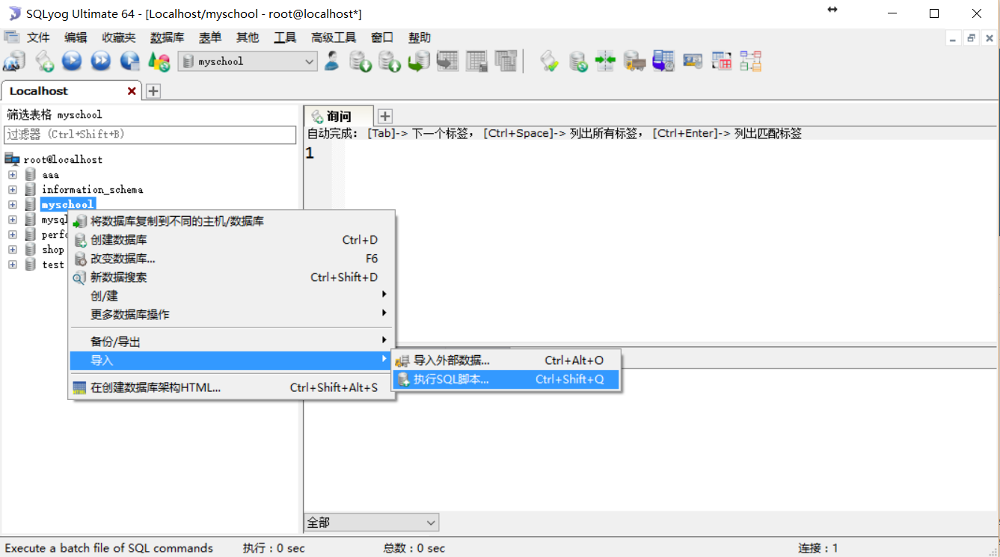 SQLyog Ultimate 64 - [Localhost/myschool - root@localhost*]
文件 编辑 收藏夹 数据库 表单 其他 工具 高级工具 窗口 帮助
myschool
Localhost
筛选表格 myschool
过滤器 (Ctrl+Shift+B)
root@localhost
aaa
information_schema
myschool
mysql
perfo
shop
test
询问
自动完成: [Tab]-> 下一个标签, [Ctrl+Space]-> 列出所有标签, [Ctrl+Enter]-> 列出匹配标签
1
将数据库复制到不同的主机/数据库
创建数据库 Ctrl+D
改变数据库... F6
新数据搜索 Ctrl+Shift+D
创/建
更多数据库操作
备份/导出
导入
在创建数据库架构HTML... Ctrl+Shift+Alt+S
导入外部数据... Ctrl+Alt+O
执行SQL脚本... Ctrl+Shift+Q
全部
Execute a batch file of SQL commands 执行：0 sec 总数：0 sec 连接：1